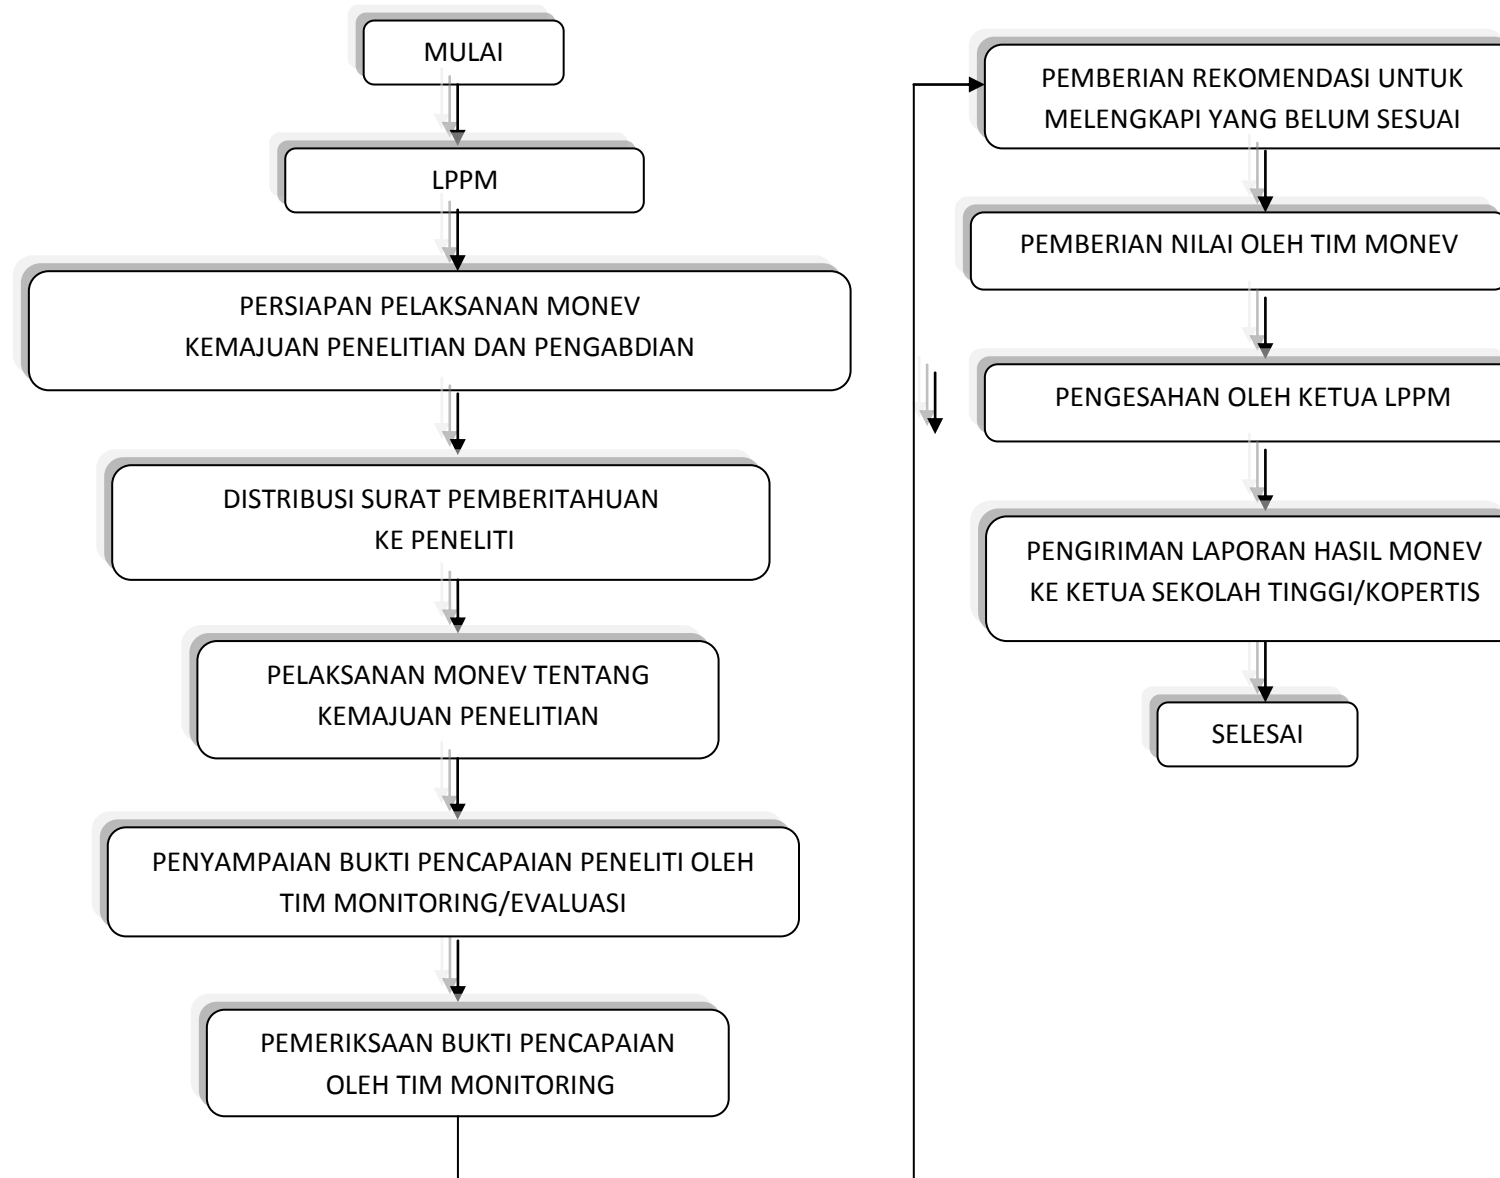 MULAI
LPPM
PERSIAPAN PELAKSANAN MONEV
KEMAJUAN PENELITIAN DAN PENGABDIAN
DISTRIBUSI SURAT PEMBERITAHUAN
KE PENELITI
PELAKSANAN MONEV TENTANG
KEMAJUAN PENELITIAN
PENYAMPAIAN BUKTI PENCAPAIAN PENELITI OLEH
TIM MONITORING/EVALUASI
PEMERIKSAAN BUKTI PENCAPAIAN
OLEH TIM MONITORING
PEMBERIAN REKOMENDASI UNTUK
MELENGKAPI YANG BELUM SESUAI
PEMBERIAN NILAI OLEH TIM MONEV
PENGESAHAN OLEH KETUA LPPM
PENGIRIMAN LAPORAN HASIL MONEV
KE KETUA SEKOLAH TINGGI/KOPERTIS
SELESAI